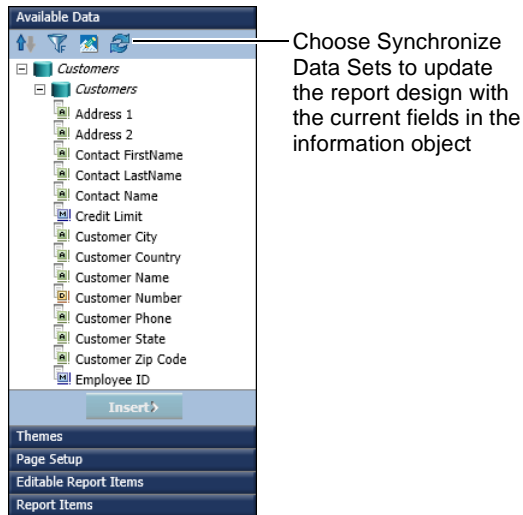 Available Data
Choose Synchronize
Data Sets to update
the report design with
the current fields in the
information object
Customers
Customers
Address 1
Address 2
Contact FirstName
Contact LastName
Contact Name
Credit Limit
Customer City
Customer Country
Customer Name
Customer Number
Customer Phone
Customer State
Customer Zip Code
Employee ID
Insert
Themes
Page Setup
Editable Report Items
Report Items